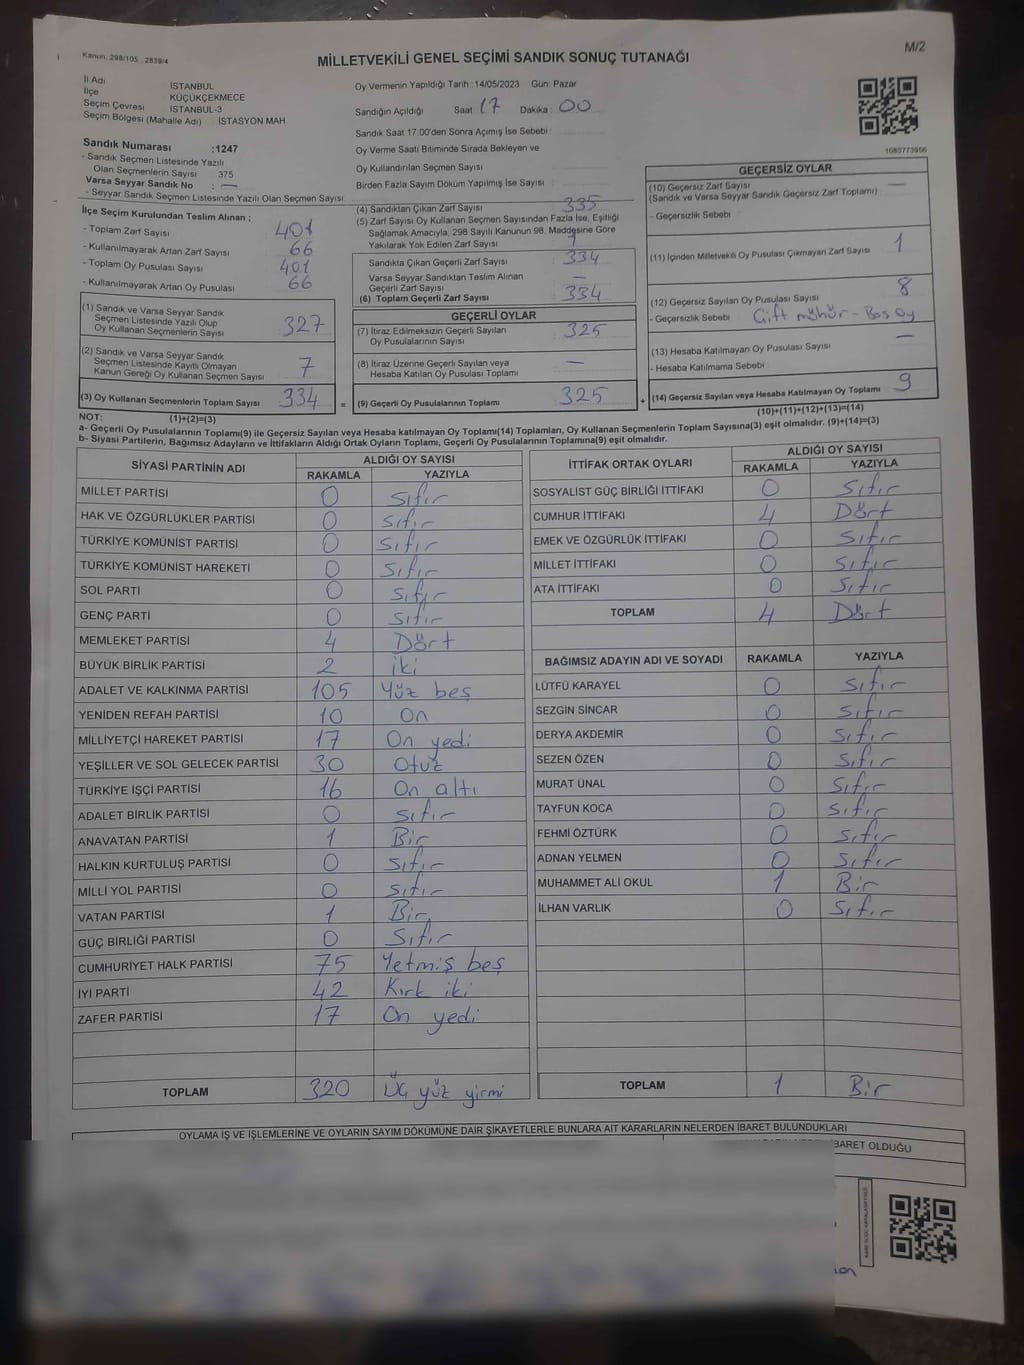 Kanun, 298/105 , 2839/4
M/2
MİLLETVEKİLİ GENEL SEÇİMİ SANDIK SONUÇ TUTANAĞI
İl Adı İSTANBUL
İlçe KÜÇÜKÇEKMECE
Seçim Çevresi İSTANBUL-3
Seçim Bölgesi (Mahalle Adı) : İSTASYON MAH
Sandık Numarası :1247
- Sandık Seçmen Listesinde Yazılı
Olan Seçmenlerin Sayısı : 375
Varsa Seyyar Sandık No : —
- Seyyar Sandık Seçmen Listesinde Yazılı Olan Seçmen Sayısı:
Oy Vermenin Yapıldığı Tarih : 14/05/2023 Gün: Pazar
Sandığın Açıldığı Saat 17 Dakika : 00
Sandık Saat 17.00'den Sonra Açımış İse Sebebi :
Oy Verme Saati Bitiminde Sırada Bekleyen ve
Oy Kullandırılan Seçmen Sayısı
Birden Fazla Sayım Döküm Yapılmış İse Sayısı :
1083773956
İlçe Seçim Kurulundan Teslim Alınan ;
- Toplam Zarf Sayısı 401
- Kullanılmayarak Artan Zarf Sayısı 66
- Toplam Oy Pusulası Sayısı 401
- Kullanılmayarak Artan Oy Pusulası 66
(1) Sandık ve Varsa Seyyar Sandık
Seçmen Listesinde Yazılı Olup
Oy Kullanan Seçmenlerin Sayısı 327
(2) Sandık ve Varsa Seyyar Sandık
Seçmen Listesinde Kayıtlı Olmayan
Kanun Gereği Oy Kullanan Seçmen Sayısı 7
(3) Oy Kullanan Seçmenlerin Toplam Sayısı 334 =
(4) Sandıktan Çıkan Zarf Sayısı 335
(5) Zarf Sayısı Oy Kullanan Seçmen Sayısından Fazla İse, Eşitliği
Sağlamak Amacıyla, 298 Sayılı Kanunun 98. Maddesine Göre
Yakılarak Yok Edilen Zarf Sayısı 1
Sandıkta Çıkan Geçerli Zarf Sayısı 334
Varsa Seyyar Sandıktan Teslim Alınan
Geçerli Zarf Sayısı —
(6) Toplam Geçerli Zarf Sayısı 334
GEÇERLİ OYLAR
(7) İtiraz Edilmeksizin Geçerli Sayılan
Oy Pusulalarının Sayısı 325
(8) İtiraz Üzerine Geçerli Sayılan veya
Hesaba Katılan Oy Pusulası Toplamı —
(9) Geçerli Oy Pusulalarının Toplamı 325 +
GEÇERSİZ OYLAR
(10) Geçersiz Zarf Sayısı —
(Sandık ve Varsa Seyyar Sandık Geçersiz Zarf Toplamı)
- Geçersizlik Sebebi
(11) İçinden Milletvekili Oy Pusulası Çıkmayan Zarf Sayısı 1
(12) Geçersiz Sayılan Oy Pusulası Sayısı 8
- Geçersizlik Sebebi Çift mühür - Boş Oy
(13) Hesaba Katılmayan Oy Pusulası Sayısı —
- Hesaba Katılmama Sebebi
(14) Geçersiz Sayılan veya Hesaba Katılmayan Oy Toplamı 9
(10)+(11)+(12)+(13)=(14)
NOT: (1)+(2)=(3)
a- Geçerli Oy Pusulalarının Toplamı(9) ile Geçersiz Sayılan veya Hesaba katılmayan Oy Toplamı(14) Toplamları, Oy Kullanan Seçmenlerin Toplam Sayısına(3) eşit olmalıdır. (9)+(14)=(3)
b- Siyasi Partilerin, Bağımsız Adayların ve İttifakların Aldığı Ortak Oyların Toplamı, Geçerli Oy Pusulalarının Toplamına(9) eşit olmalıdır.
SİYASİ PARTİNİN ADI ALDIĞI OY SAYISI
RAKAMLA YAZIYLA
MİLLET PARTİSİ 0 Sıfır
HAK VE ÖZGÜRLÜKLER PARTİSİ 0 Sıfır
TÜRKİYE KOMÜNİST PARTİSİ 0 Sıfır
TÜRKİYE KOMÜNİST HAREKETİ 0 Sıfır
SOL PARTİ 0 Sıfır
GENÇ PARTİ 0 Sıfır
MEMLEKET PARTİSİ 4 Dört
BÜYÜK BİRLİK PARTİSİ 2 iki
ADALET VE KALKINMA PARTİSİ 105 Yüz beş
YENİDEN REFAH PARTİSİ 10 On
MİLLİYETÇİ HAREKET PARTİSİ 17 On yedi
YEŞİLLER VE SOL GELECEK PARTİSİ 30 Otuz
TÜRKİYE İŞÇİ PARTİSİ 16 On altı
ADALET BİRLİK PARTİSİ 0 Sıfır
ANAVATAN PARTİSİ 1 Bir
HALKIN KURTULUŞ PARTİSİ 0 Sıfır
MİLLİ YOL PARTİSİ 0 Sıfır
VATAN PARTİSİ 1 Bir
GÜÇ BİRLİĞİ PARTİSİ 0 Sıfır
CUMHURİYET HALK PARTİSİ 75 Yetmiş beş
İYİ PARTİ 42 Kırk iki
ZAFER PARTİSİ 17 On yedi
TOPLAM 320 Üç yüz yirmi
İTTİFAK ORTAK OYLARI ALDIĞI OY SAYISI
RAKAMLA YAZIYLA
SOSYALİST GÜÇ BİRLİĞİ İTTİFAKI 0 Sıfır
CUMHUR İTTİFAKI 4 Dört
EMEK VE ÖZGÜRLÜK İTTİFAKI 0 Sıfır
MİLLET İTTİFAKI 0 Sıfır
ATA İTTİFAKI 0 Sıfır
TOPLAM 4 Dört
BAĞIMSIZ ADAYIN ADI VE SOYADI RAKAMLA YAZIYLA
LÜTFÜ KARAYEL 0 Sıfır
SEZGİN SİNCAR 0 Sıfır
DERYA AKDEMİR 0 Sıfır
SEZEN ÖZEN 0 Sıfır
MURAT ÜNAL 0 Sıfır
TAYFUN KOCA 0 Sıfır
FEHMİ ÖZTÜRK 0 Sıfır
ADNAN YELMEN 0 Sıfır
MUHAMMET ALİ OKUL 1 Bir
İLHAN VARLIK 0 Sıfır
TOPLAM 1 Bir
OYLAMA İŞ VE İŞLEMLERİNE VE OYLARIN SAYIM DÖKÜMÜNE DAİR ŞİKAYETLERLE BUNLARA AİT KARARLARIN NELERDEN İBARET BULUNDUKLARI
BARET OLDUĞU